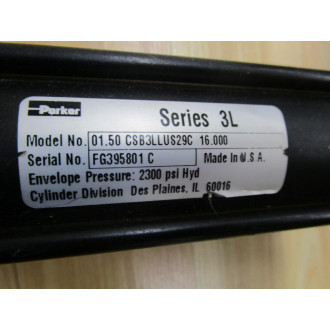 Parker
Series 3L
Model No. 01.50 CSB3LLUS29C 16.000
Serial No. FG395801 C Made In U.S.A.
Envelope Pressure: 2300 psi Hyd
Cylinder Division Des Plaines, IL 60016